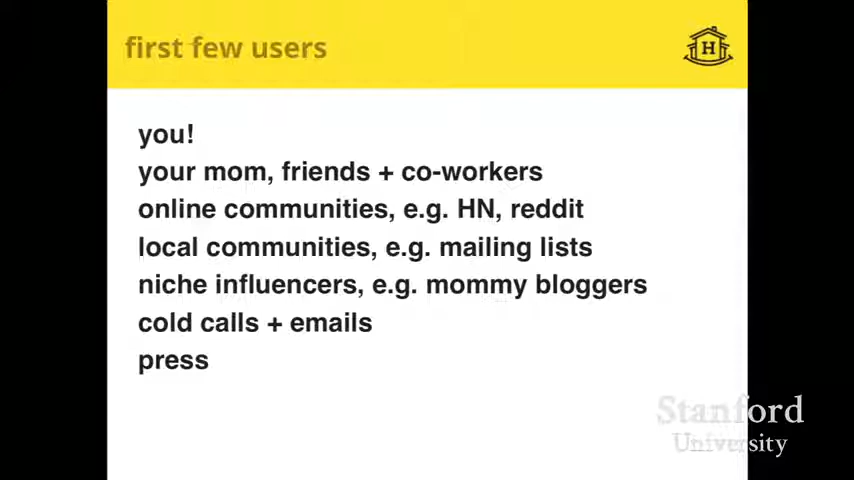 first few users
H
you!
your mom, friends + co-workers
online communities, e.g. HN, reddit
local communities, e.g. mailing lists
niche influencers, e.g. mommy bloggers
cold calls + emails
press
Stanford
University